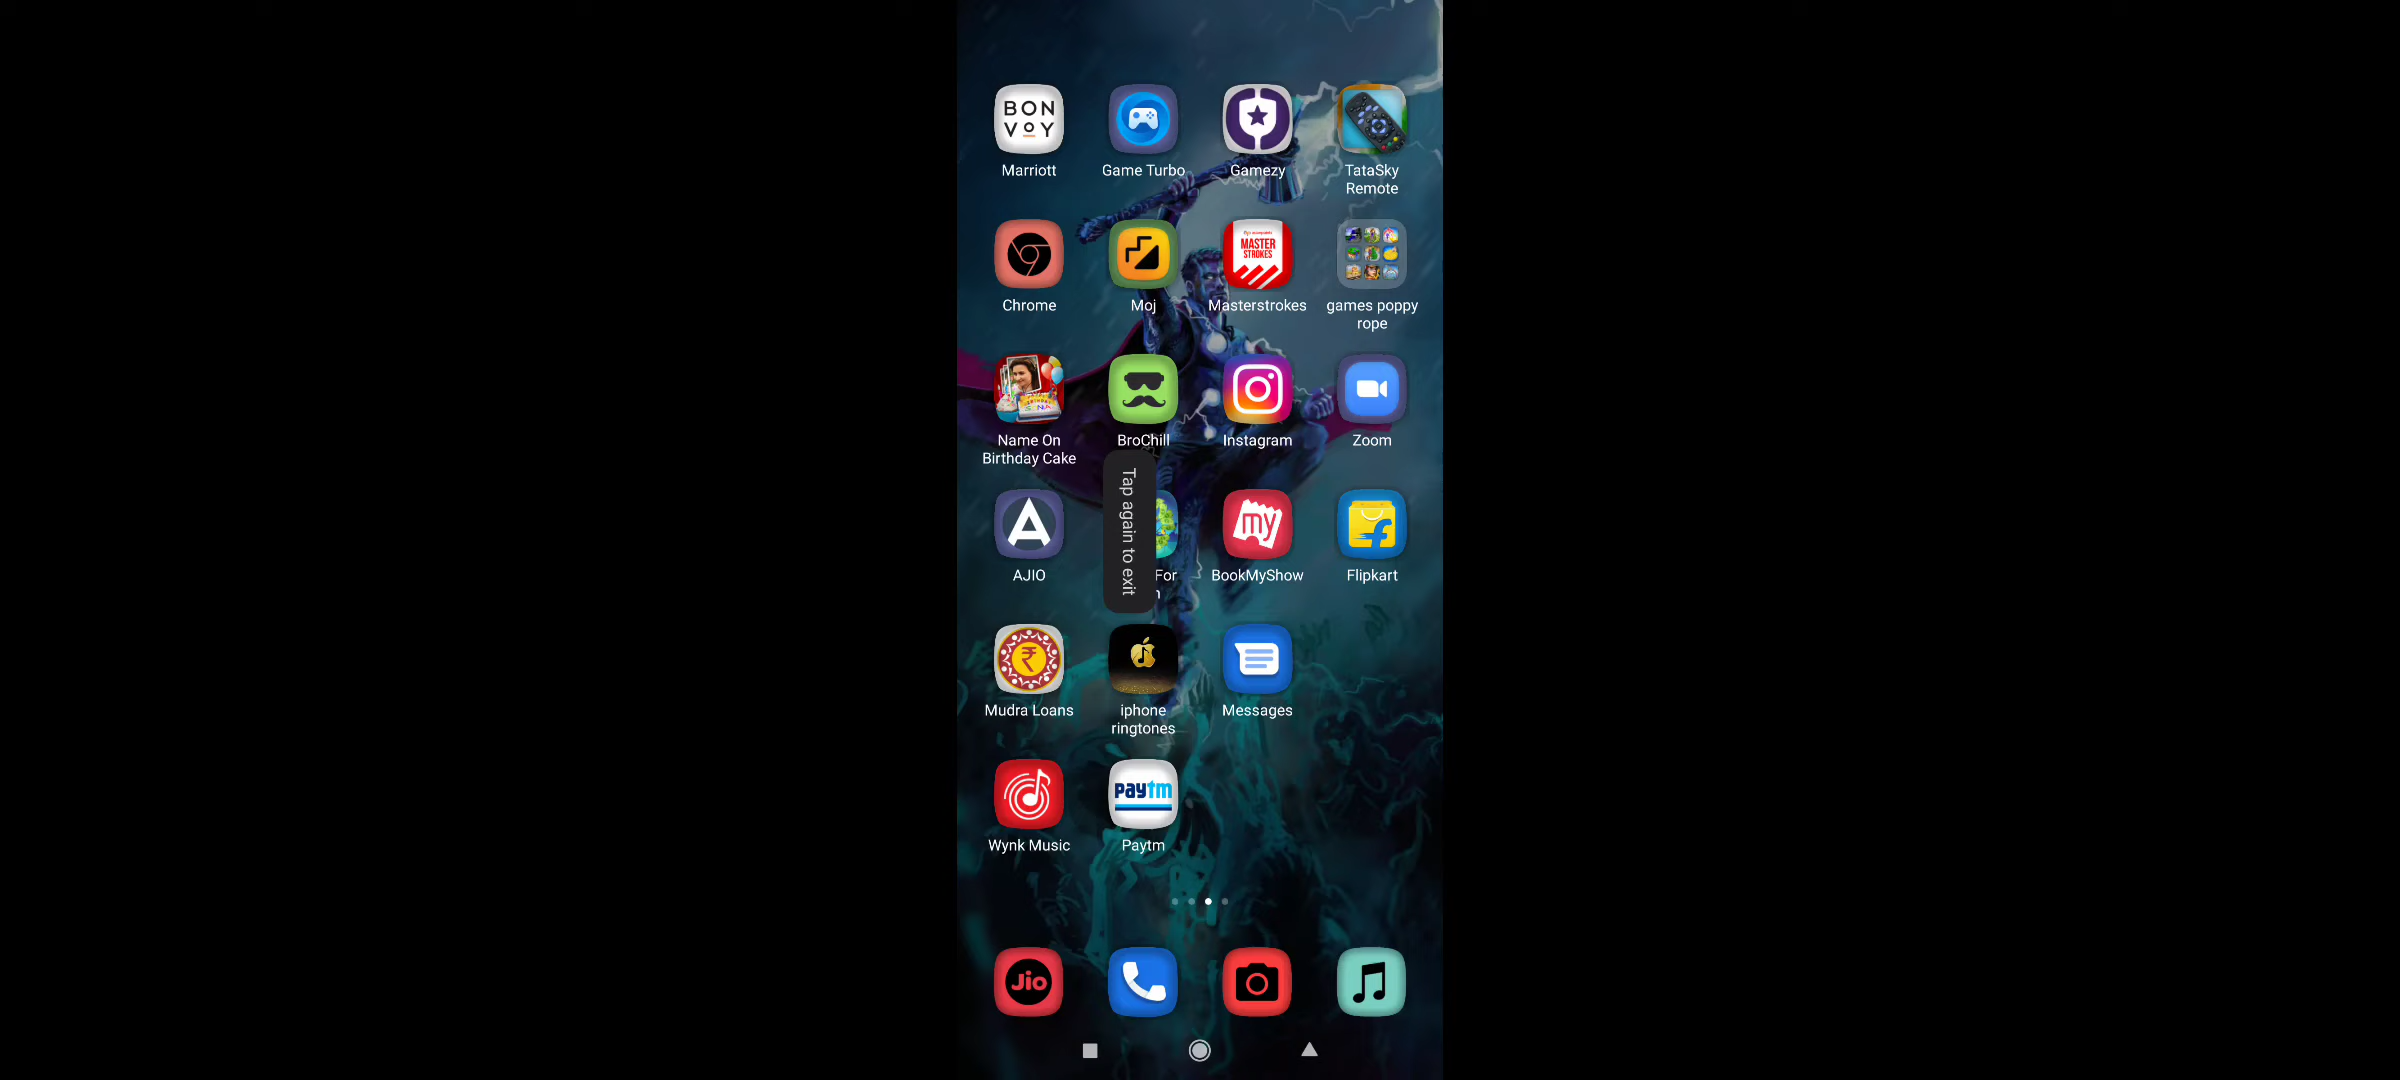 BON
VOY
Marriott
Game Turbo
Gamezy
TataSky
Remote
Chrome
Moj
MASTER
STROKES
Masterstrokes
games poppy
rope
Name On
Birthday Cake
BroChill
Instagram
Zoom
Tap again to exit
AJIO
For
my
BookMyShow
Flipkart
Mudra Loans
iphone
ringtones
Messages
Wynk Music
paytm
Paytm
Jio